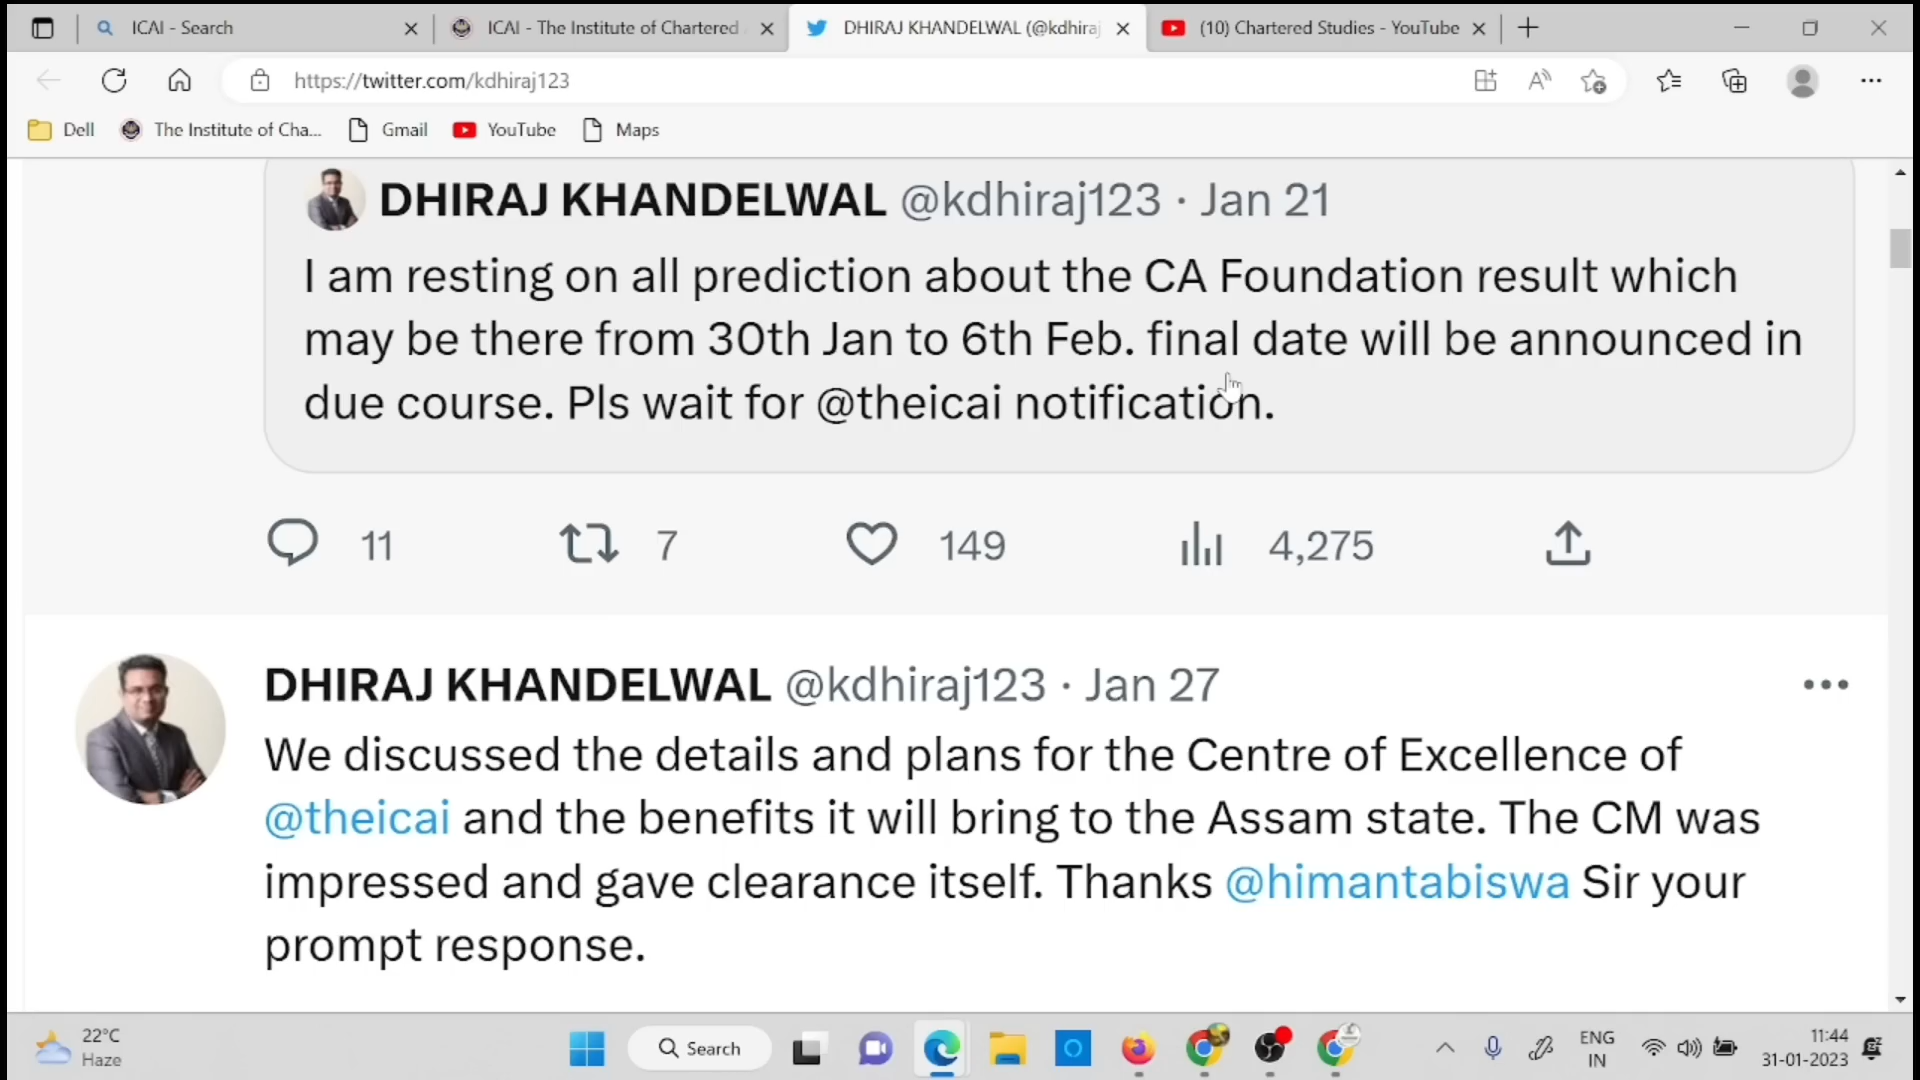 ICAI - Search
ICAI - The Institute of Chartered
DHIRAJ KHANDELWAL (@kdhiraj
(10) Chartered Studies - YouTube
https://twitter.com/kdhiraj123
Dell
The Institute of Cha...
Gmail
YouTube
Maps
DHIRAJ KHANDELWAL @kdhiraj123 · Jan 21
I am resting on all prediction about the CA Foundation result which
may be there from 30th Jan to 6th Feb. final date will be announced in
due course. Pls wait for @theicai notification.
11
7
149
4,275
DHIRAJ KHANDELWAL @kdhiraj123 · Jan 27
We discussed the details and plans for the Centre of Excellence of
@theicai and the benefits it will bring to the Assam state. The CM was
impressed and gave clearance itself. Thanks @himantabiswa Sir your
prompt response.
22°C
Haze
Search
ENG
IN
11:44
31-01-2023